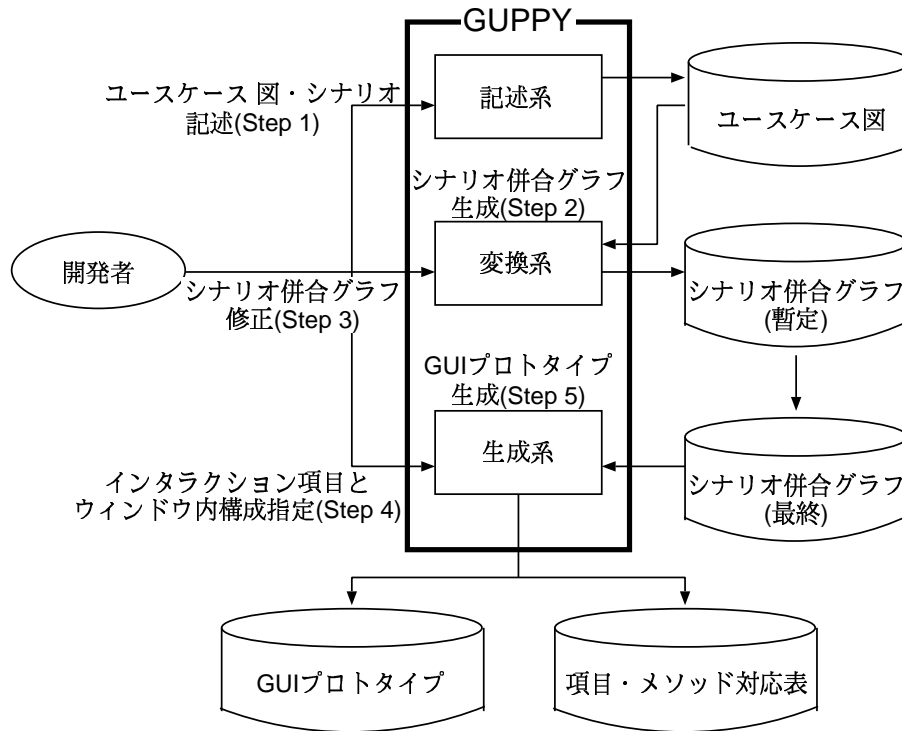 GUPPY
ユースケース 図・シナリオ
記述(Step 1)
記述系
ユースケース図
シナリオ併合グラフ
生成(Step 2)
変換系
開発者
シナリオ併合グラフ
修正(Step 3)
シナリオ併合グラフ
(暫定)
GUIプロトタイプ
生成(Step 5)
生成系
インタラクション項目と
ウィンドウ内構成指定(Step 4)
シナリオ併合グラフ
(最終)
GUIプロトタイプ
項目・メソッド対応表